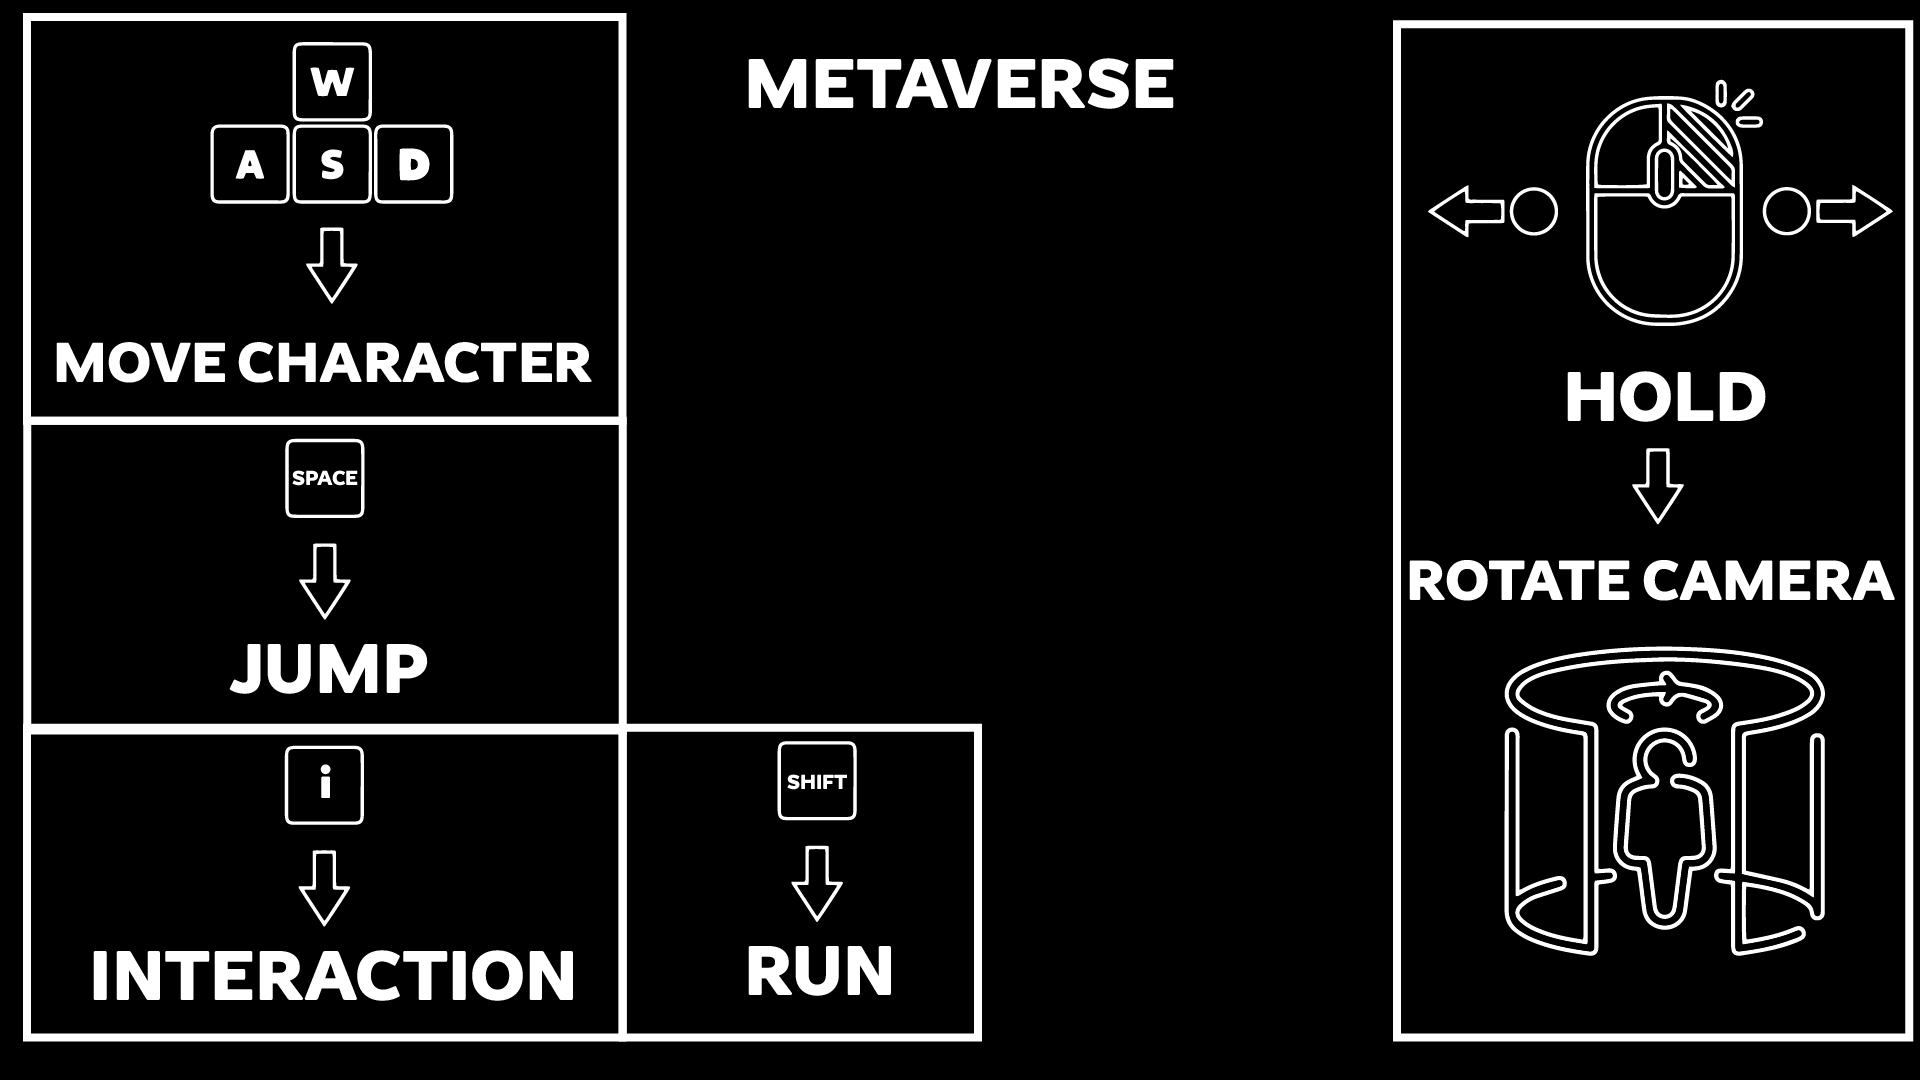 METAVERSE
W
A S D
MOVE CHARACTER
SPACE
JUMP
i
INTERACTION
SHIFT
RUN
HOLD
ROTATE CAMERA